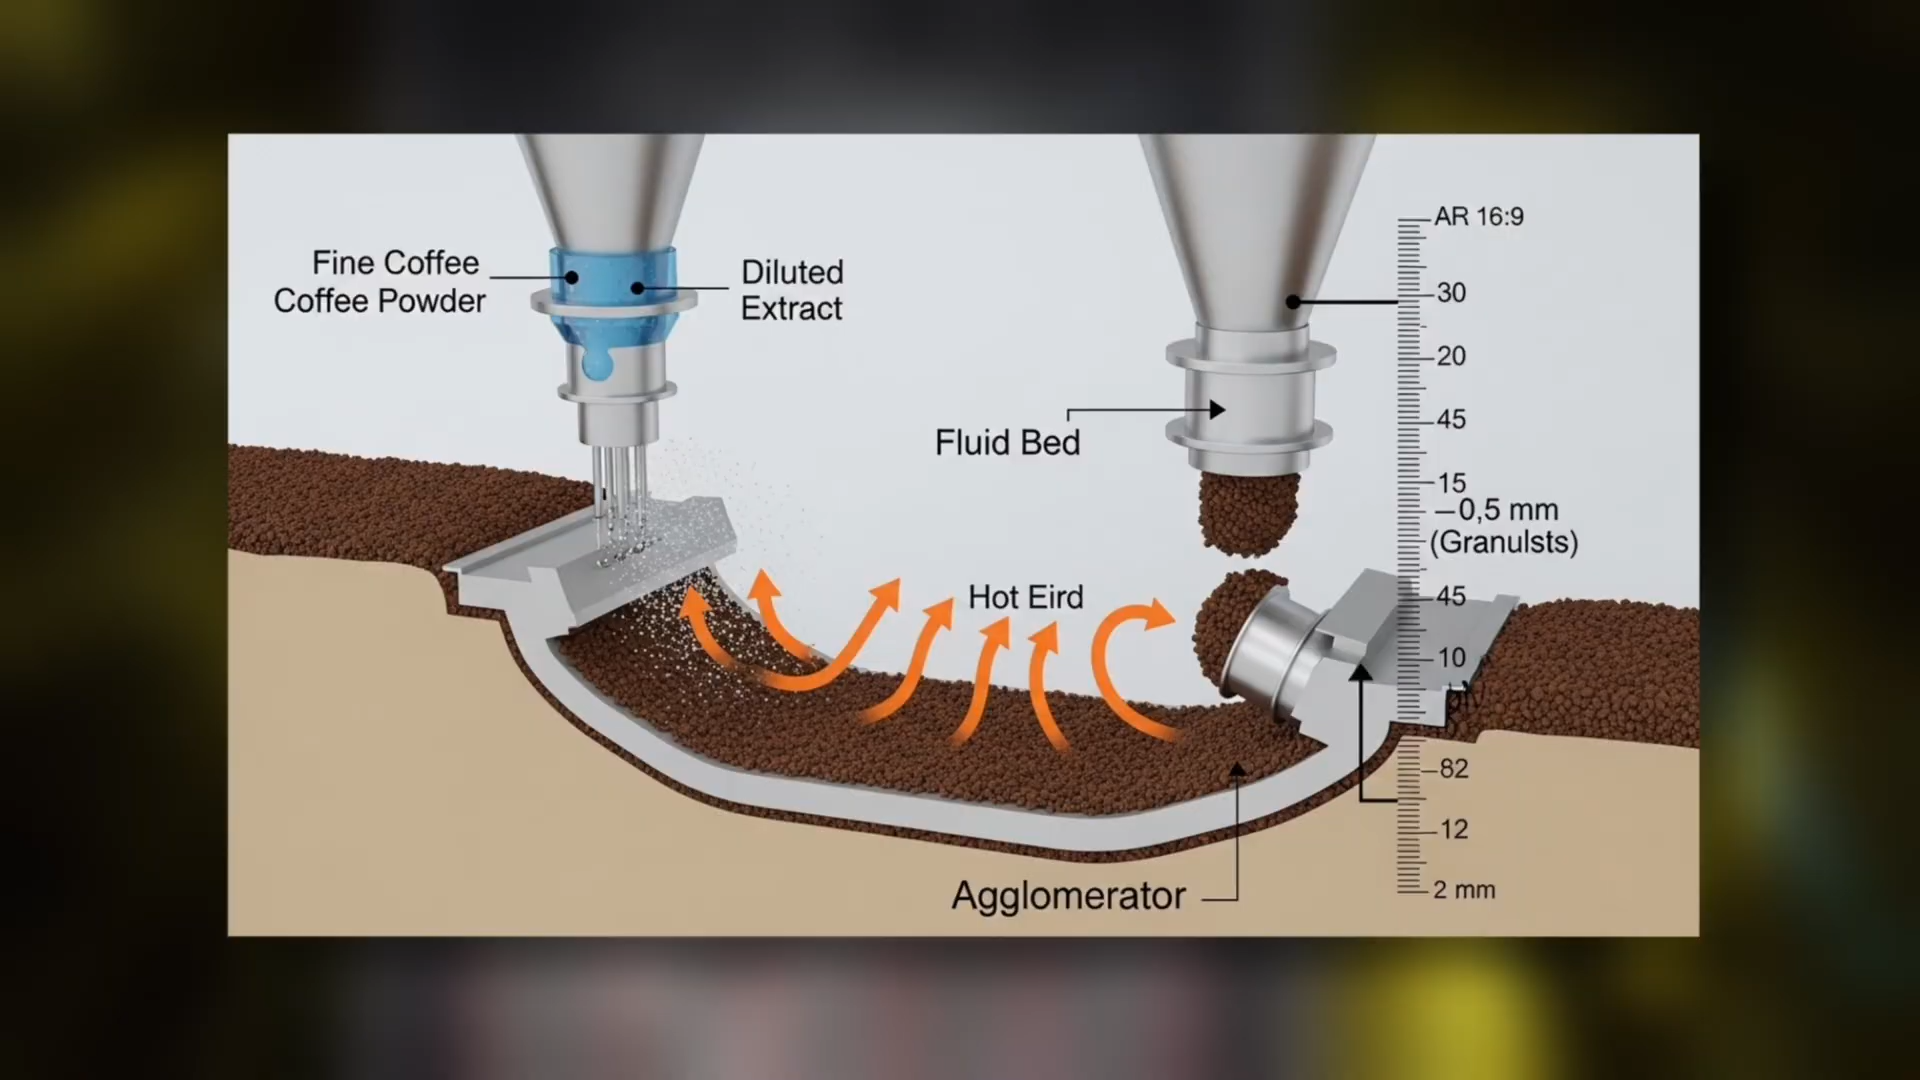 Fine Coffee
Coffee Powder
Diluted
Extract
Fluid Bed
Hot Eird
Agglomerator
AR 16:9
30
20
45
15
0,5 mm
(Granulsts)
45
10
82
12
2 mm